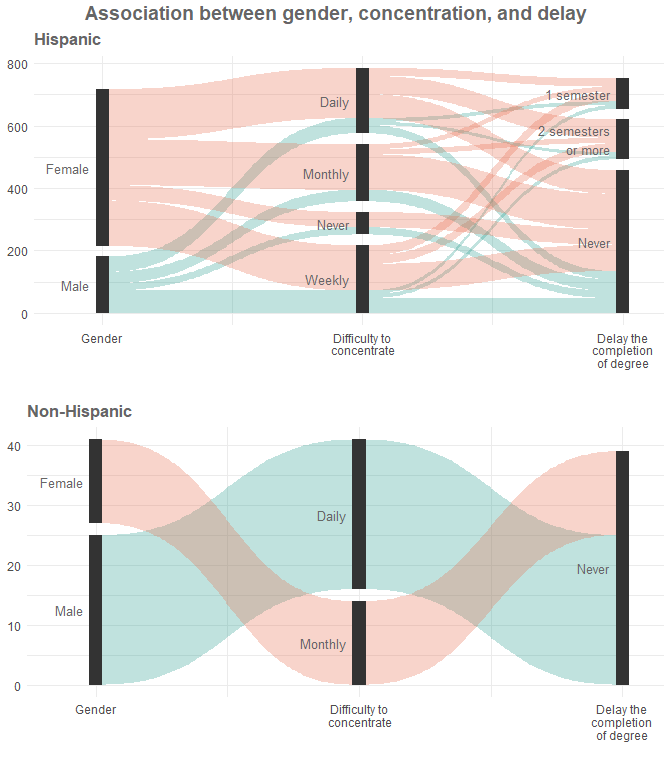 Association between gender, concentration, and delay
Hispanic
800
600
400
200
0
Female
Male
Daily
Monthly
Never
Weekly
1 semester
2 semesters
or more
Never
Gender
Difficulty to
concentrate
Delay the
completion
of degree
Non-Hispanic
40
30
20
10
0
Female
Male
Daily
Monthly
Never
Gender
Difficulty to
concentrate
Delay the
completion
of degree